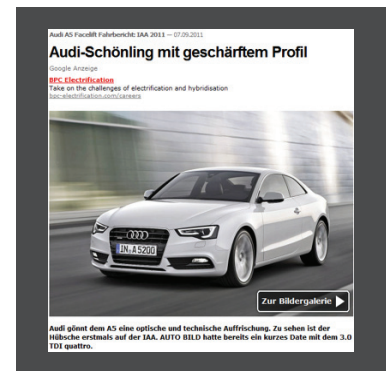 Audi A5 Facelift Fahrbericht: IAA 2011 — 07.09.2011
Audi-Schönling mit geschärftem Profil
Google Anzeige
BPC Electrification
Take on the challenges of electrification and hybridisation
bpc-electrification.com/careers
IN A 5200
Zur Bildergalerie
Audi gönnt dem A5 eine optische und technische Auffrischung. Zu sehen ist der
Hübsche erstmals auf der IAA. AUTO BILD hatte bereits ein kurzes Date mit dem 3.0
TDI quattro.